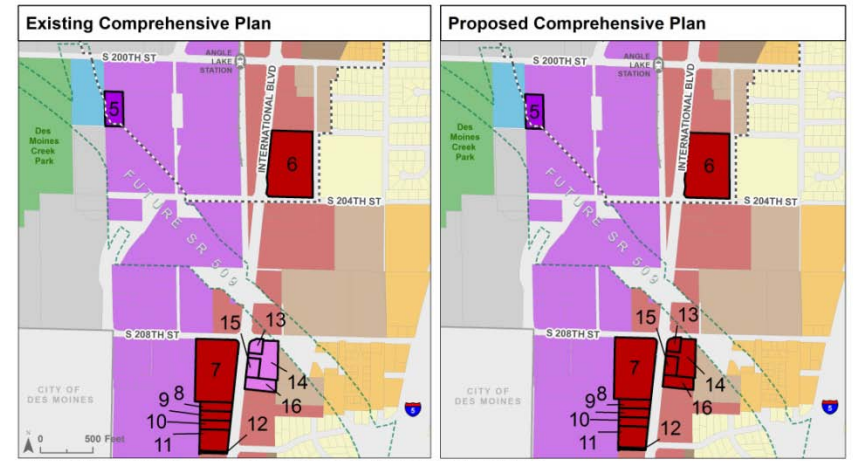 Existing Comprehensive Plan
S 200TH ST
ANGLE
LAKE
STATION
INTERNATIONAL BLVD
5
6
Des
Moines
Creek
Park
S 204TH ST
FUTURE SR 509
15
13
S 208TH ST
7
14
16
9
8
10
11
12
CITY OF
DES MOINES
5
N
0 500 Feet
Proposed Comprehensive Plan
S 200TH ST
ANGLE
LAKE
STATION
INTERNATIONAL BLVD
5
6
Des
Moines
Creek
Park
S 204TH ST
FUTURE SR 509
15
13
S 208TH ST
7
14
16
9
8
10
11
12
CITY OF
DES MOINES
5